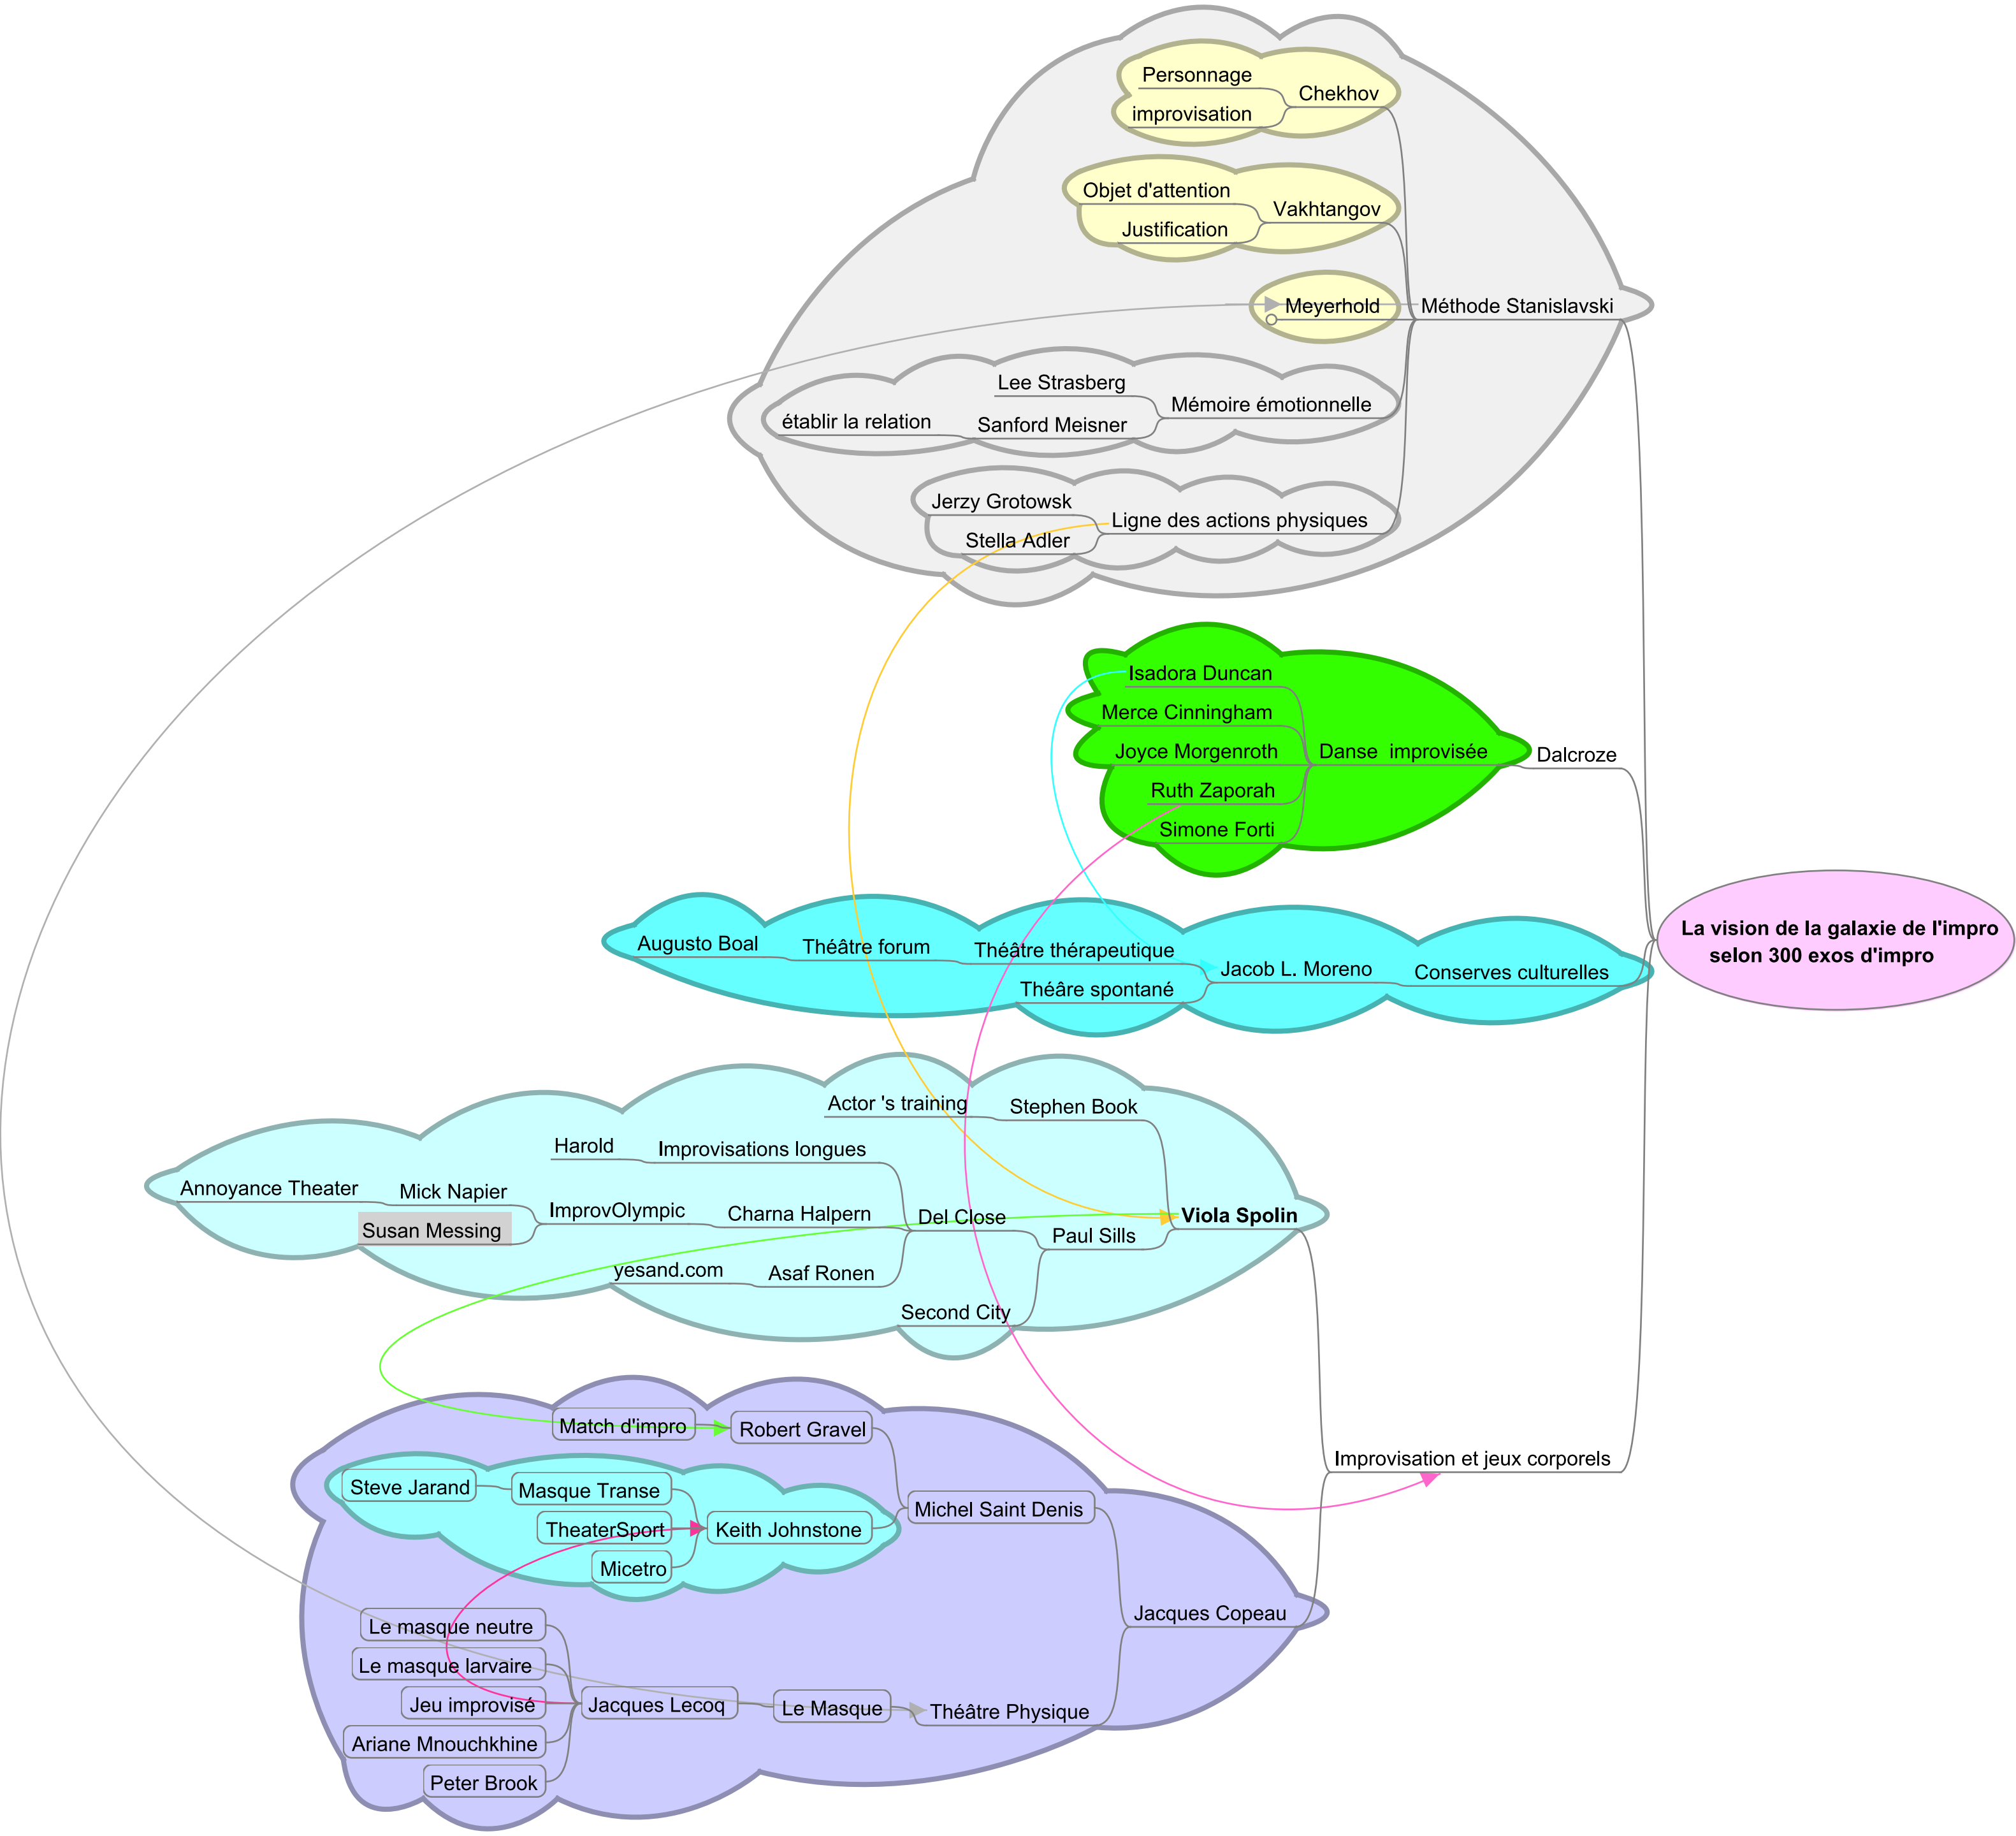 Personnage
Chekhov
improvisation
Objet d'attention
Vakhtangov
Justification
Meyerhold
Méthode Stanislavski
Lee Strasberg
Mémoire émotionnelle
établir la relation
Sanford Meisner
Jerzy Grotowsk
Ligne des actions physiques
Stella Adler
Isadora Duncan
Merce Cinningham
Joyce Morgenroth
Danse improvisée
Dalcroze
Ruth Zaporah
Simone Forti
La vision de la galaxie de l'impro
selon 300 exos d'impro
Augusto Boal
Théâtre forum
Théâtre thérapeutique
Jacob L. Moreno
Conserves culturelles
Théâre spontané
Actor 's training
Stephen Book
Harold
Improvisations longues
Annoyance Theater
Mick Napier
ImprovOlympic
Charna Halpern
Del Close
Viola Spolin
Susan Messing
Paul Sills
yesand.com
Asaf Ronen
Second City
Match d'impro
Robert Gravel
Improvisation et jeux corporels
Steve Jarand
Masque Transe
Michel Saint Denis
TheaterSport
Keith Johnstone
Micetro
Le masque neutre
Jacques Copeau
Le masque larvaire
Jeu improvisé
Jacques Lecoq
Le Masque
Théâtre Physique
Ariane Mnouchkhine
Peter Brook